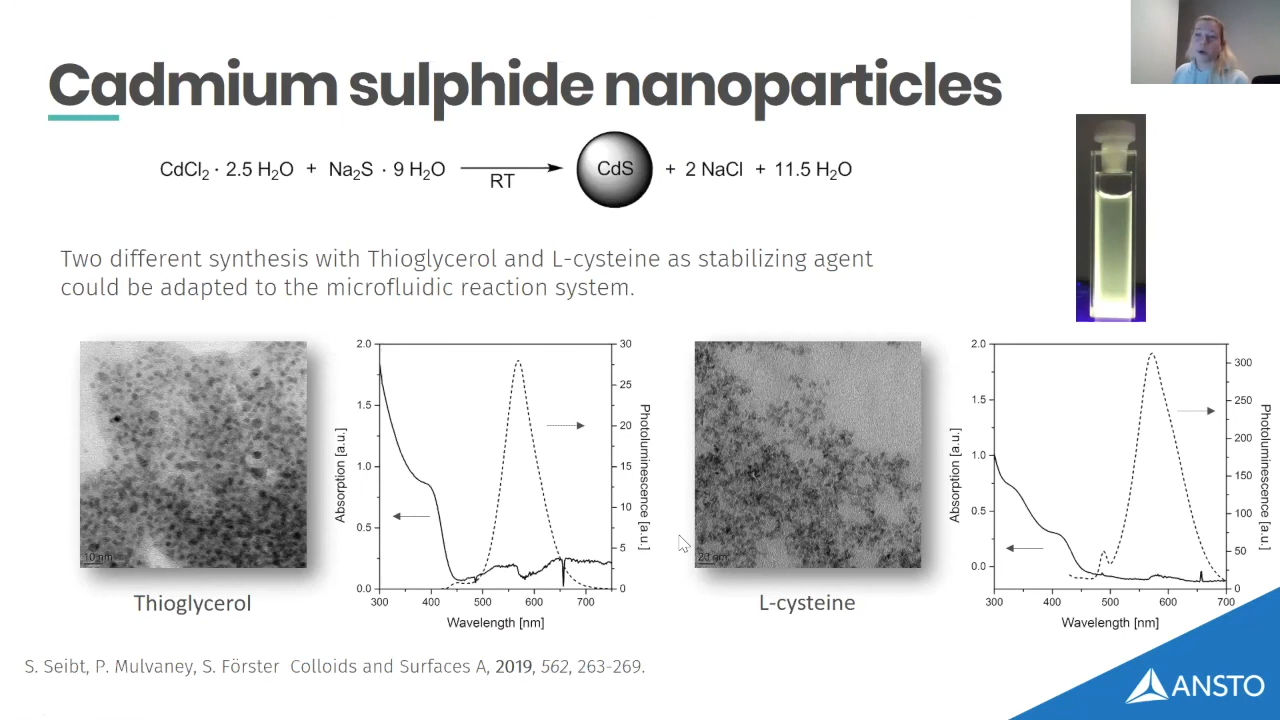 Cadmium sulphide nanoparticles
CdCl₂ · 2.5 H₂O + Na₂S · 9 H₂O RT CdS + 2 NaCl + 11.5 H₂O
Two different synthesis with Thioglycerol and L-cysteine as stabilizing agent
could be adapted to the microfluidic reaction system.
10 nm
Thioglycerol
Absorption [a.u.]
2.0
1.5
1.0
0.5
0.0
300 400 500 600 700
Wavelength [nm]
30
25
20
15
10
5
0
Photoluminescence [a.u.]
20 nm
L-cysteine
Absorption [a.u.]
2.0
1.5
1.0
0.5
0.0
300 400 500 600 700
Wavelength [nm]
300
250
200
150
100
50
0
Photoluminescence [a.u.]
S. Seibt, P. Mulvaney, S. Förster Colloids and Surfaces A, 2019, 562, 263-269.
ANSTO